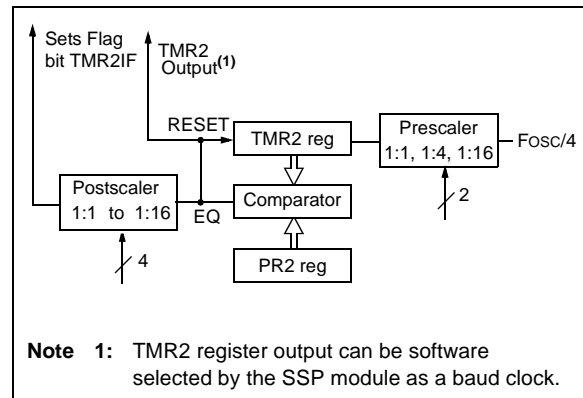 Sets Flag
bit TMR2IF
TMR2
Output(1)
RESET
TMR2 reg
Prescaler
1:1, 1:4, 1:16
FOSC/4
2
Postscaler
1:1 to 1:16
EQ
Comparator
4
PR2 reg
Note 1: TMR2 register output can be software
selected by the SSP module as a baud clock.